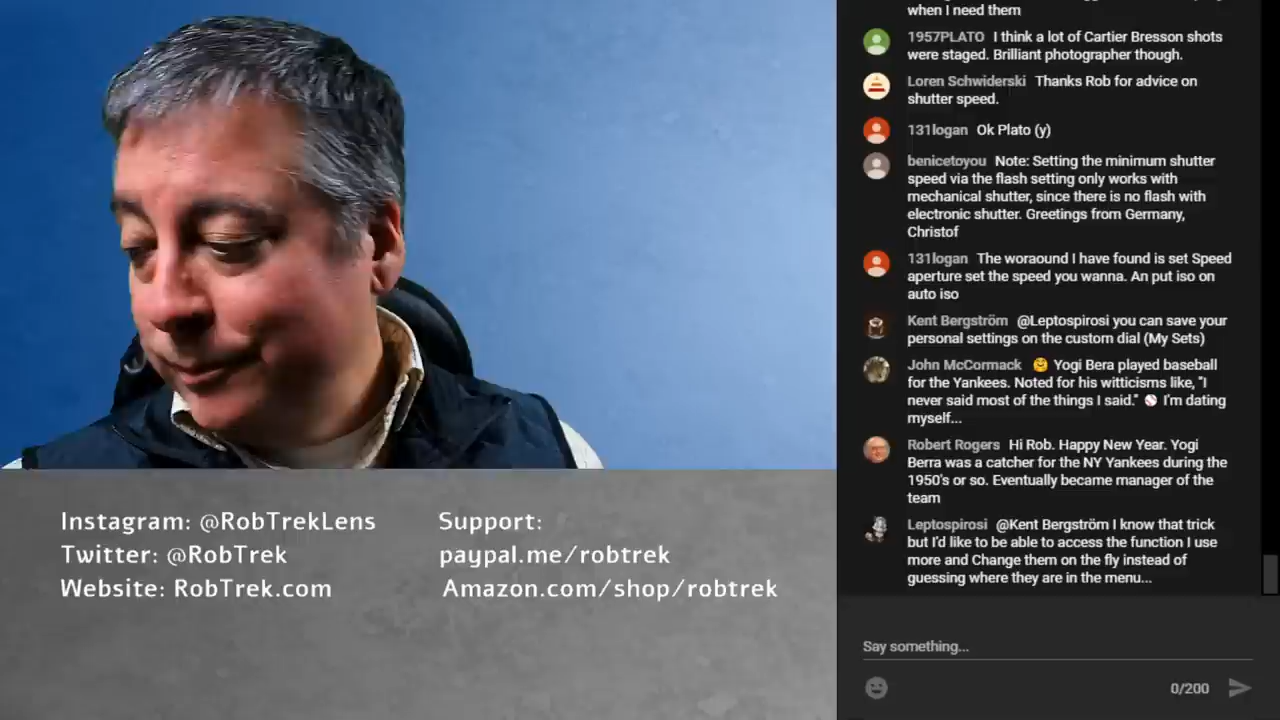 when I need them
1957PLATO I think a lot of Cartier Bresson shots
were staged. Brilliant photographer though.
Loren Schwiderski Thanks Rob for advice on
shutter speed.
131logan Ok Plato (y)
benicetoyou Note: Setting the minimum shutter
speed via the flash setting only works with
mechanical shutter, since there is no flash with
electronic shutter. Greetings from Germany,
Christof
131logan The woraound I have found is set Speed
aperture set the speed you wanna. An put iso on
auto iso
Kent Bergström @Leptospirosi you can save your
personal settings on the custom dial (My Sets)
John McCormack 🤗 Yogi Bera played baseball
for the Yankees. Noted for his witticisms like, "I
never said most of the things I said." ⚾ I'm dating
myself...
Robert Rogers Hi Rob. Happy New Year. Yogi
Berra was a catcher for the NY Yankees during the
1950's or so. Eventually became manager of the
team
Leptospirosi @Kent Bergström I know that trick
but I'd like to be able to access the function I use
more and Change them on the fly instead of
guessing where they are in the menu...
Say something...
0/200
Instagram: @RobTrekLens
Twitter: @RobTrek
Website: RobTrek.com
Support:
paypal.me/robtrek
Amazon.com/shop/robtrek